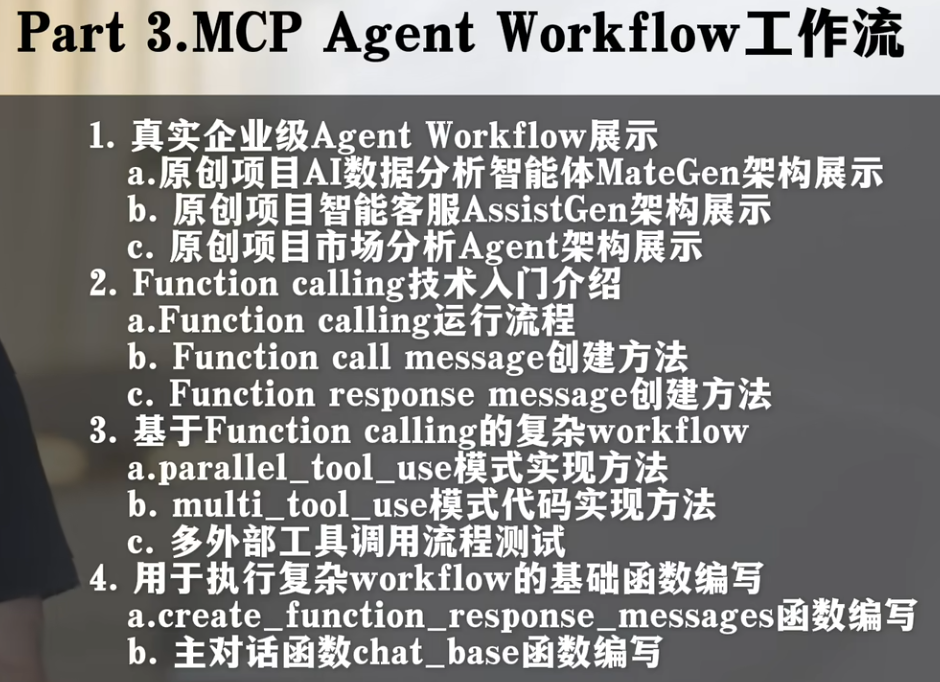 Part 3.MCP Agent Workflow工作流
1. 真实企业级Agent Workflow展示
a.原创项目AI数据分析智能体MateGen架构展示
b. 原创项目智能客服AssistGen架构展示
c. 原创项目市场分析Agent架构展示
2. Function calling技术入门介绍
a.Function calling运行流程
b. Function call message创建方法
c. Function response message创建方法
3. 基于Function calling的复杂workflow
a.parallel_tool_use模式实现方法
b. multi_tool_use模式代码实现方法
c. 多外部工具调用流程测试
4. 用于执行复杂workflow的基础函数编写
a.create_function_response_messages函数编写
b. 主对话函数chat_base函数编写